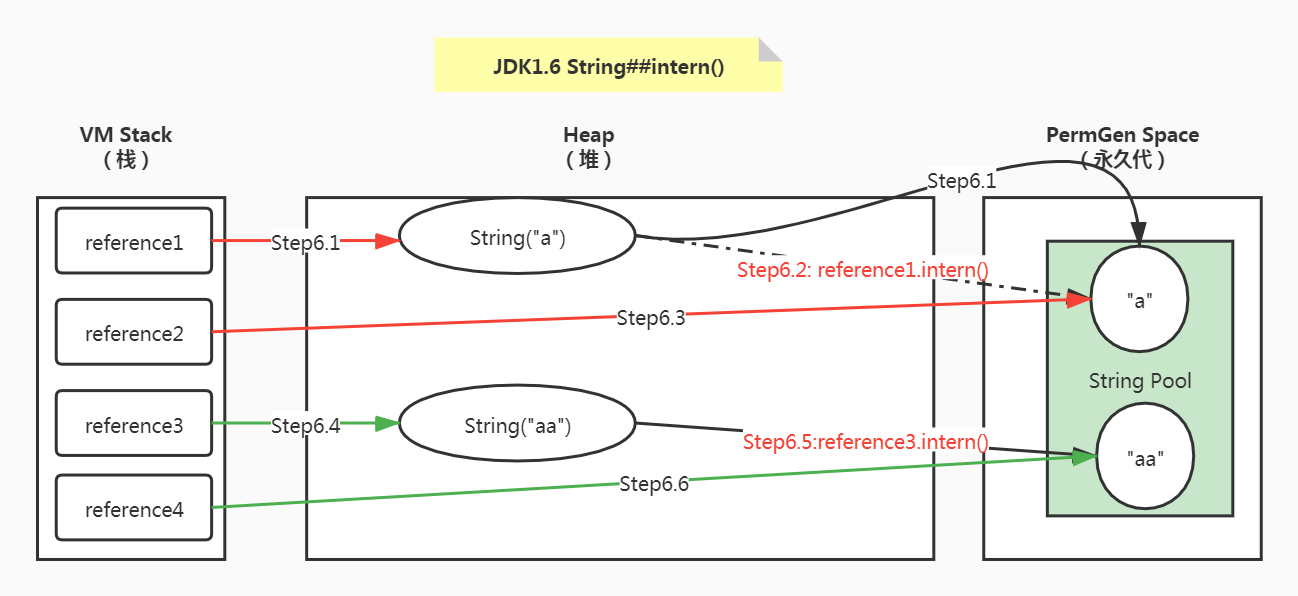 JDK1.6 String##intern()
VM Stack
（栈）
Heap
（堆）
PermGen Space
（永久代）
Step6.1
reference1
Step6.1
String("a")
Step6.2: reference1.intern()
"a"
reference2
Step6.3
String Pool
reference3
Step6.4
String("aa")
Step6.5:reference3.intern()
"aa"
reference4
Step6.6